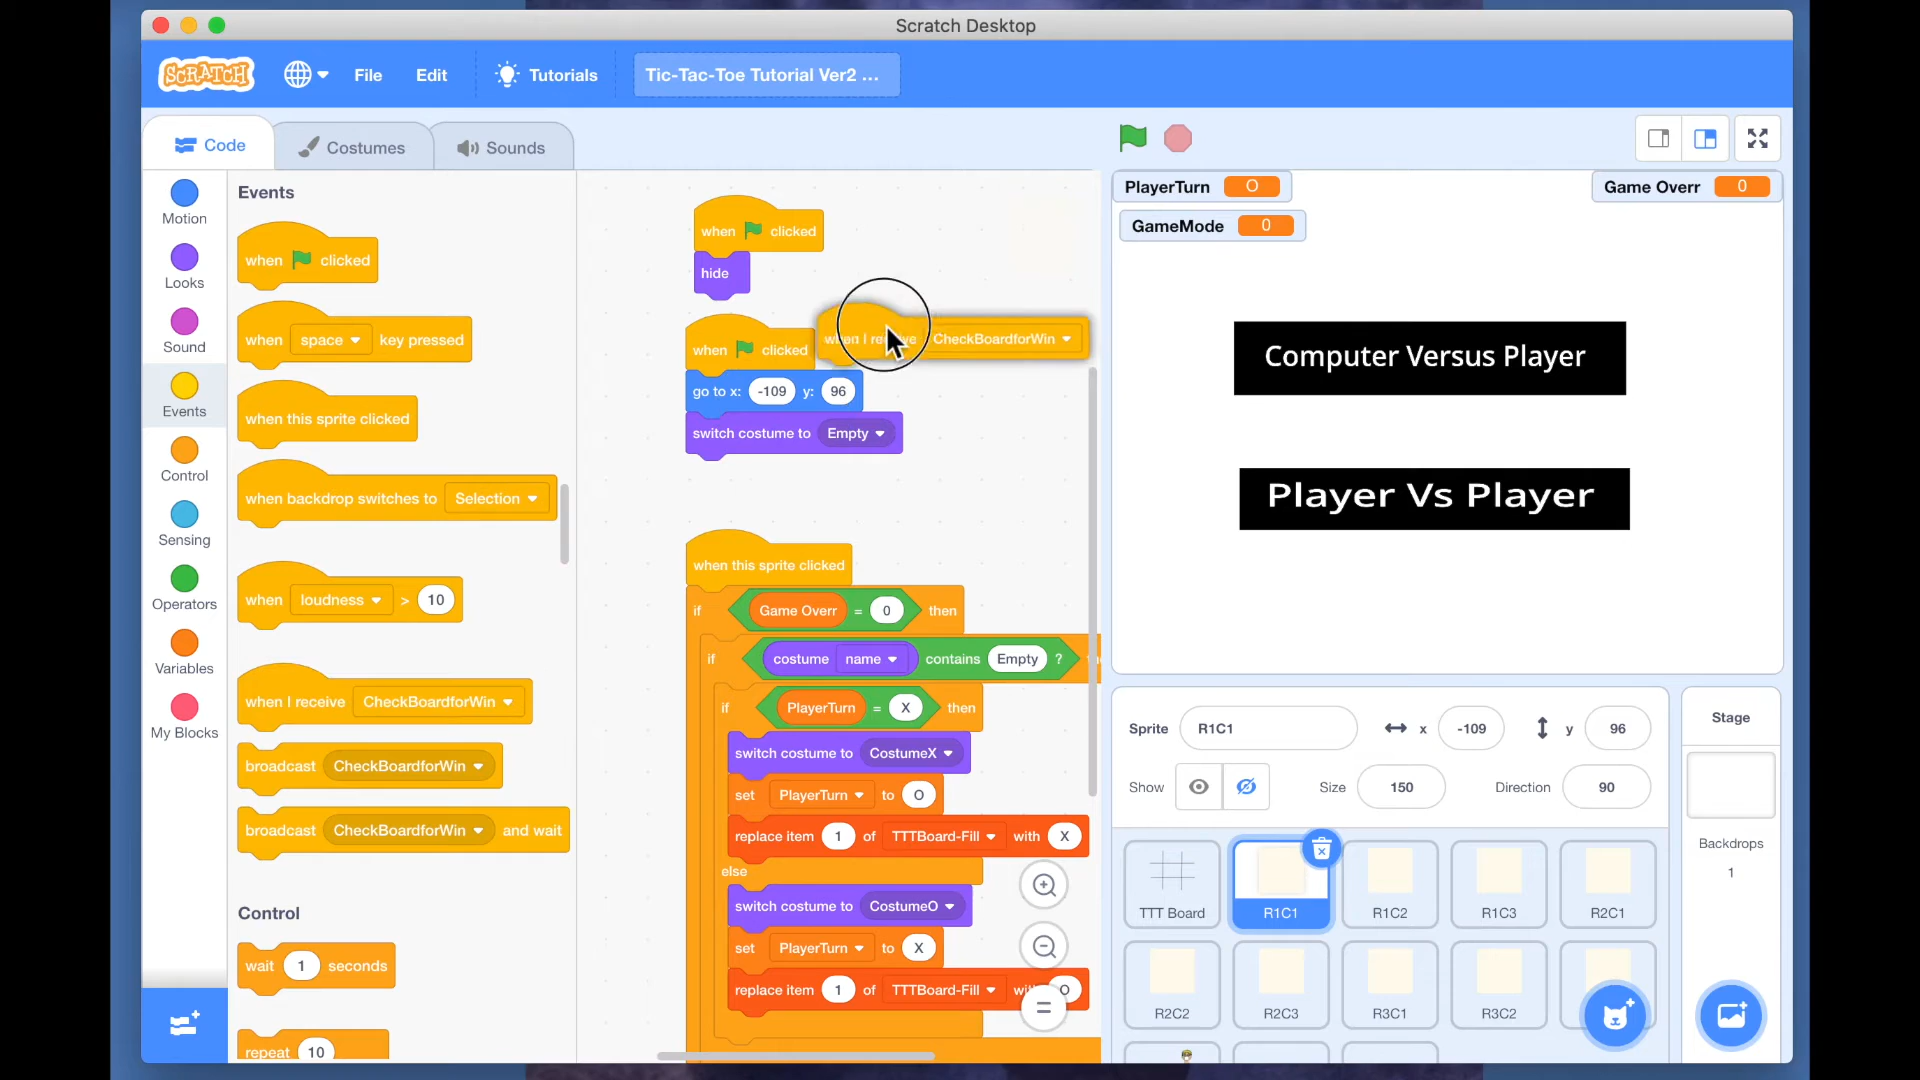 Scratch Desktop
SCRATCH
File
Edit
Tutorials
Tic-Tac-Toe Tutorial Ver2 ...
Code
Costumes
Sounds
Motion
Looks
Sound
Events
Control
Sensing
Operators
Variables
My Blocks
Events
when clicked
when space key pressed
when this sprite clicked
when backdrop switches to Selection
when loudness > 10
when I receive CheckBoardforWin
broadcast CheckBoardforWin
broadcast CheckBoardforWin and wait
Control
wait 1 seconds
repeat 10
when clicked
hide
when I receive CheckBoardforWin
when clicked
go to x: -109 y: 96
switch costume to Empty
when this sprite clicked
if Game Overr = 0 then
if costume name contains Empty ?
if PlayerTurn = X then
switch costume to CostumeX
set PlayerTurn to O
replace item 1 of TTTBoard-Fill with X
else
switch costume to CostumeO
set PlayerTurn to X
replace item 1 of TTTBoard-Fill with O
PlayerTurn O
Game Overr 0
GameMode 0
Computer Versus Player
Player Vs Player
Sprite R1C1 x -109 y 96
Show Size 150 Direction 90
TTT Board
R1C1
R1C2
R1C3
R2C1
R2C2
R2C3
R3C1
R3C2
Stage
Backdrops
1